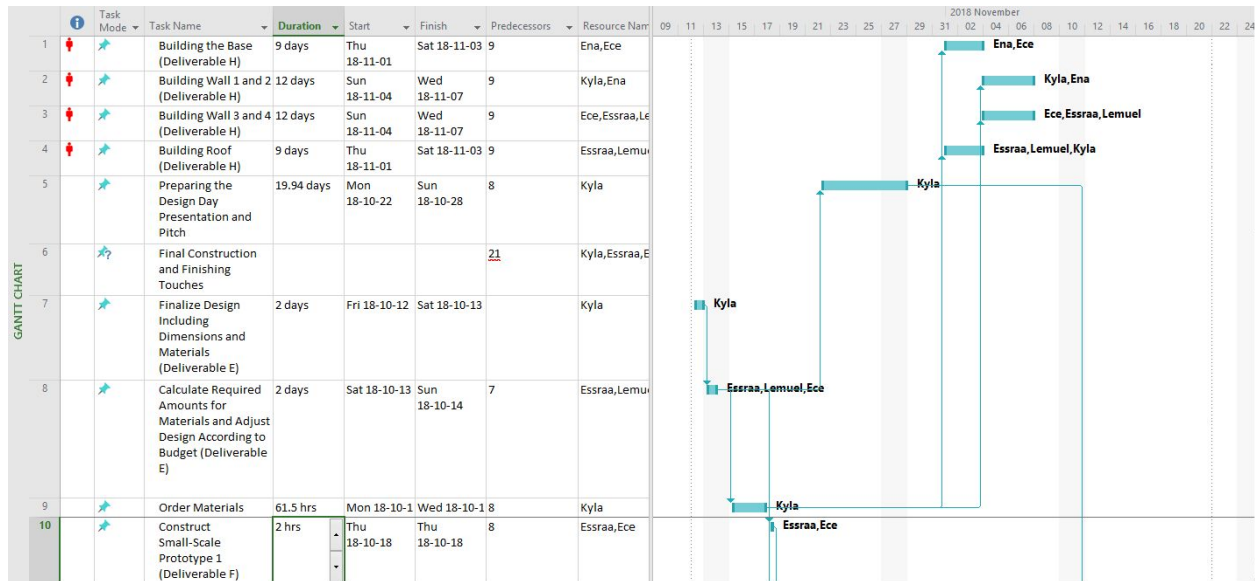 2018 November
Task
Mode Task Name Duration Start Finish Predecessors Resource Nam 09 11 13 15 17 19 21 23 25 27 29 31 02 04 06 08 10 12 14 16 18 20 22 24
GANTT CHART
1 Building the Base 9 days Thu Sat 18-11-03 9 Ena,Ece Ena,Ece
(Deliverable H) 18-11-01
2 Building Wall 1 and 2 12 days Sun Wed 9 Kyla,Ena Kyla,Ena
(Deliverable H) 18-11-04 18-11-07
3 Building Wall 3 and 4 12 days Sun Wed 9 Ece,Essraa,Le Ece,Essraa,Lemuel
(Deliverable H) 18-11-04 18-11-07
4 Building Roof 9 days Thu Sat 18-11-03 9 Essraa,Lemu Essraa,Lemuel,Kyla
(Deliverable H) 18-11-01
5 Preparing the 19.94 days Mon Sun 8 Kyla Kyla
Design Day 18-10-22 18-10-28
Presentation and
Pitch
6 Final Construction 21 Kyla,Essraa,E
and Finishing
Touches
7 Finalize Design 2 days Fri 18-10-12 Sat 18-10-13 Kyla Kyla
Including
Dimensions and
Materials
(Deliverable E)
8 Calculate Required 2 days Sat 18-10-13 Sun 7 Essraa,Lemu Essraa,Lemuel,Ece
Amounts for 18-10-14
Materials and Adjust
Design According to
Budget (Deliverable
E)
9 Order Materials 61.5 hrs Mon 18-10-1 Wed 18-10-1 8 Kyla Kyla
10 Construct 2 hrs Thu Thu 8 Essraa,Ece Essraa,Ece
Small-Scale 18-10-18 18-10-18
Prototype 1
(Deliverable F)